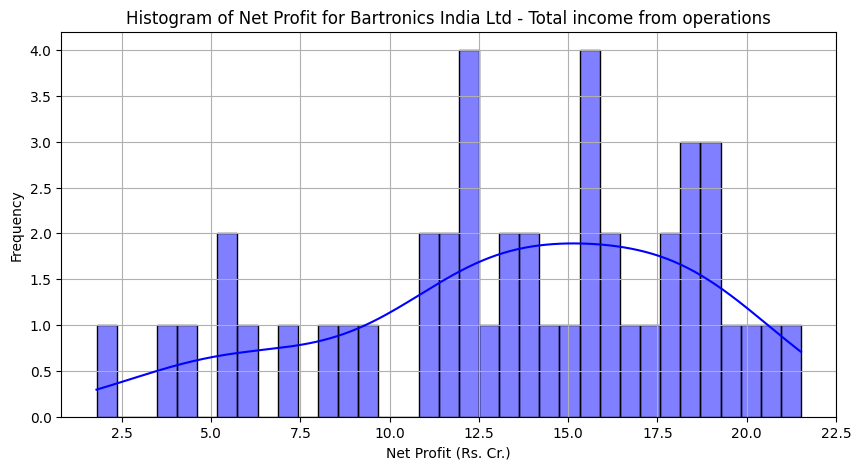 Histogram of Net Profit for Bartronics India Ltd - Total income from operations
4.0
3.5
3.0
2.5
2.0
1.5
1.0
0.5
0.0
Frequency
2.5 5.0 7.5 10.0 12.5 15.0 17.5 20.0 22.5
Net Profit (Rs. Cr.)